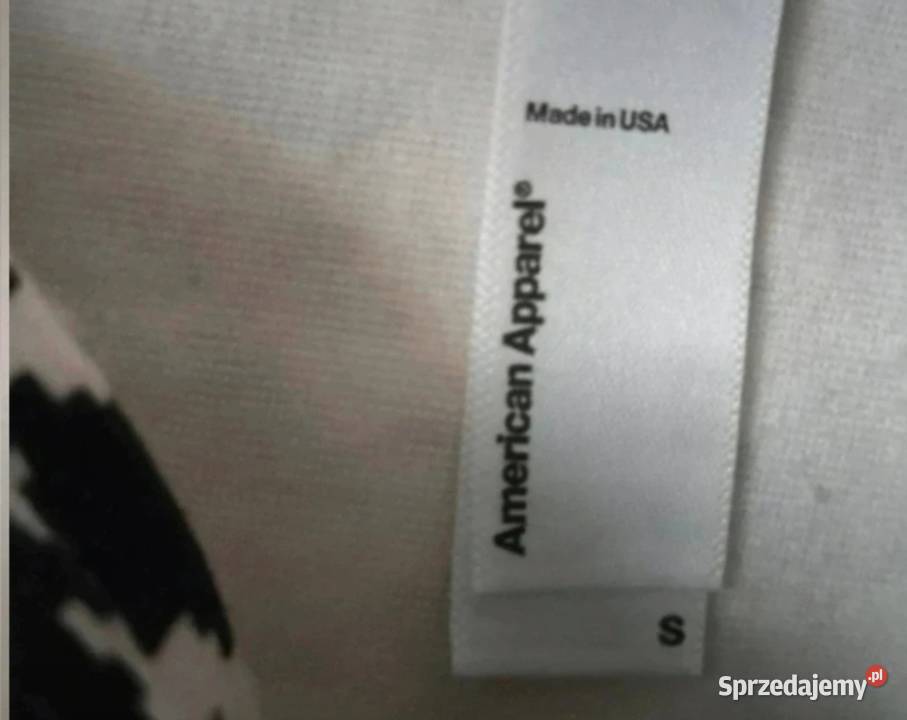 Made in USA
American Apparel®
S
Sprzedajemy.pl